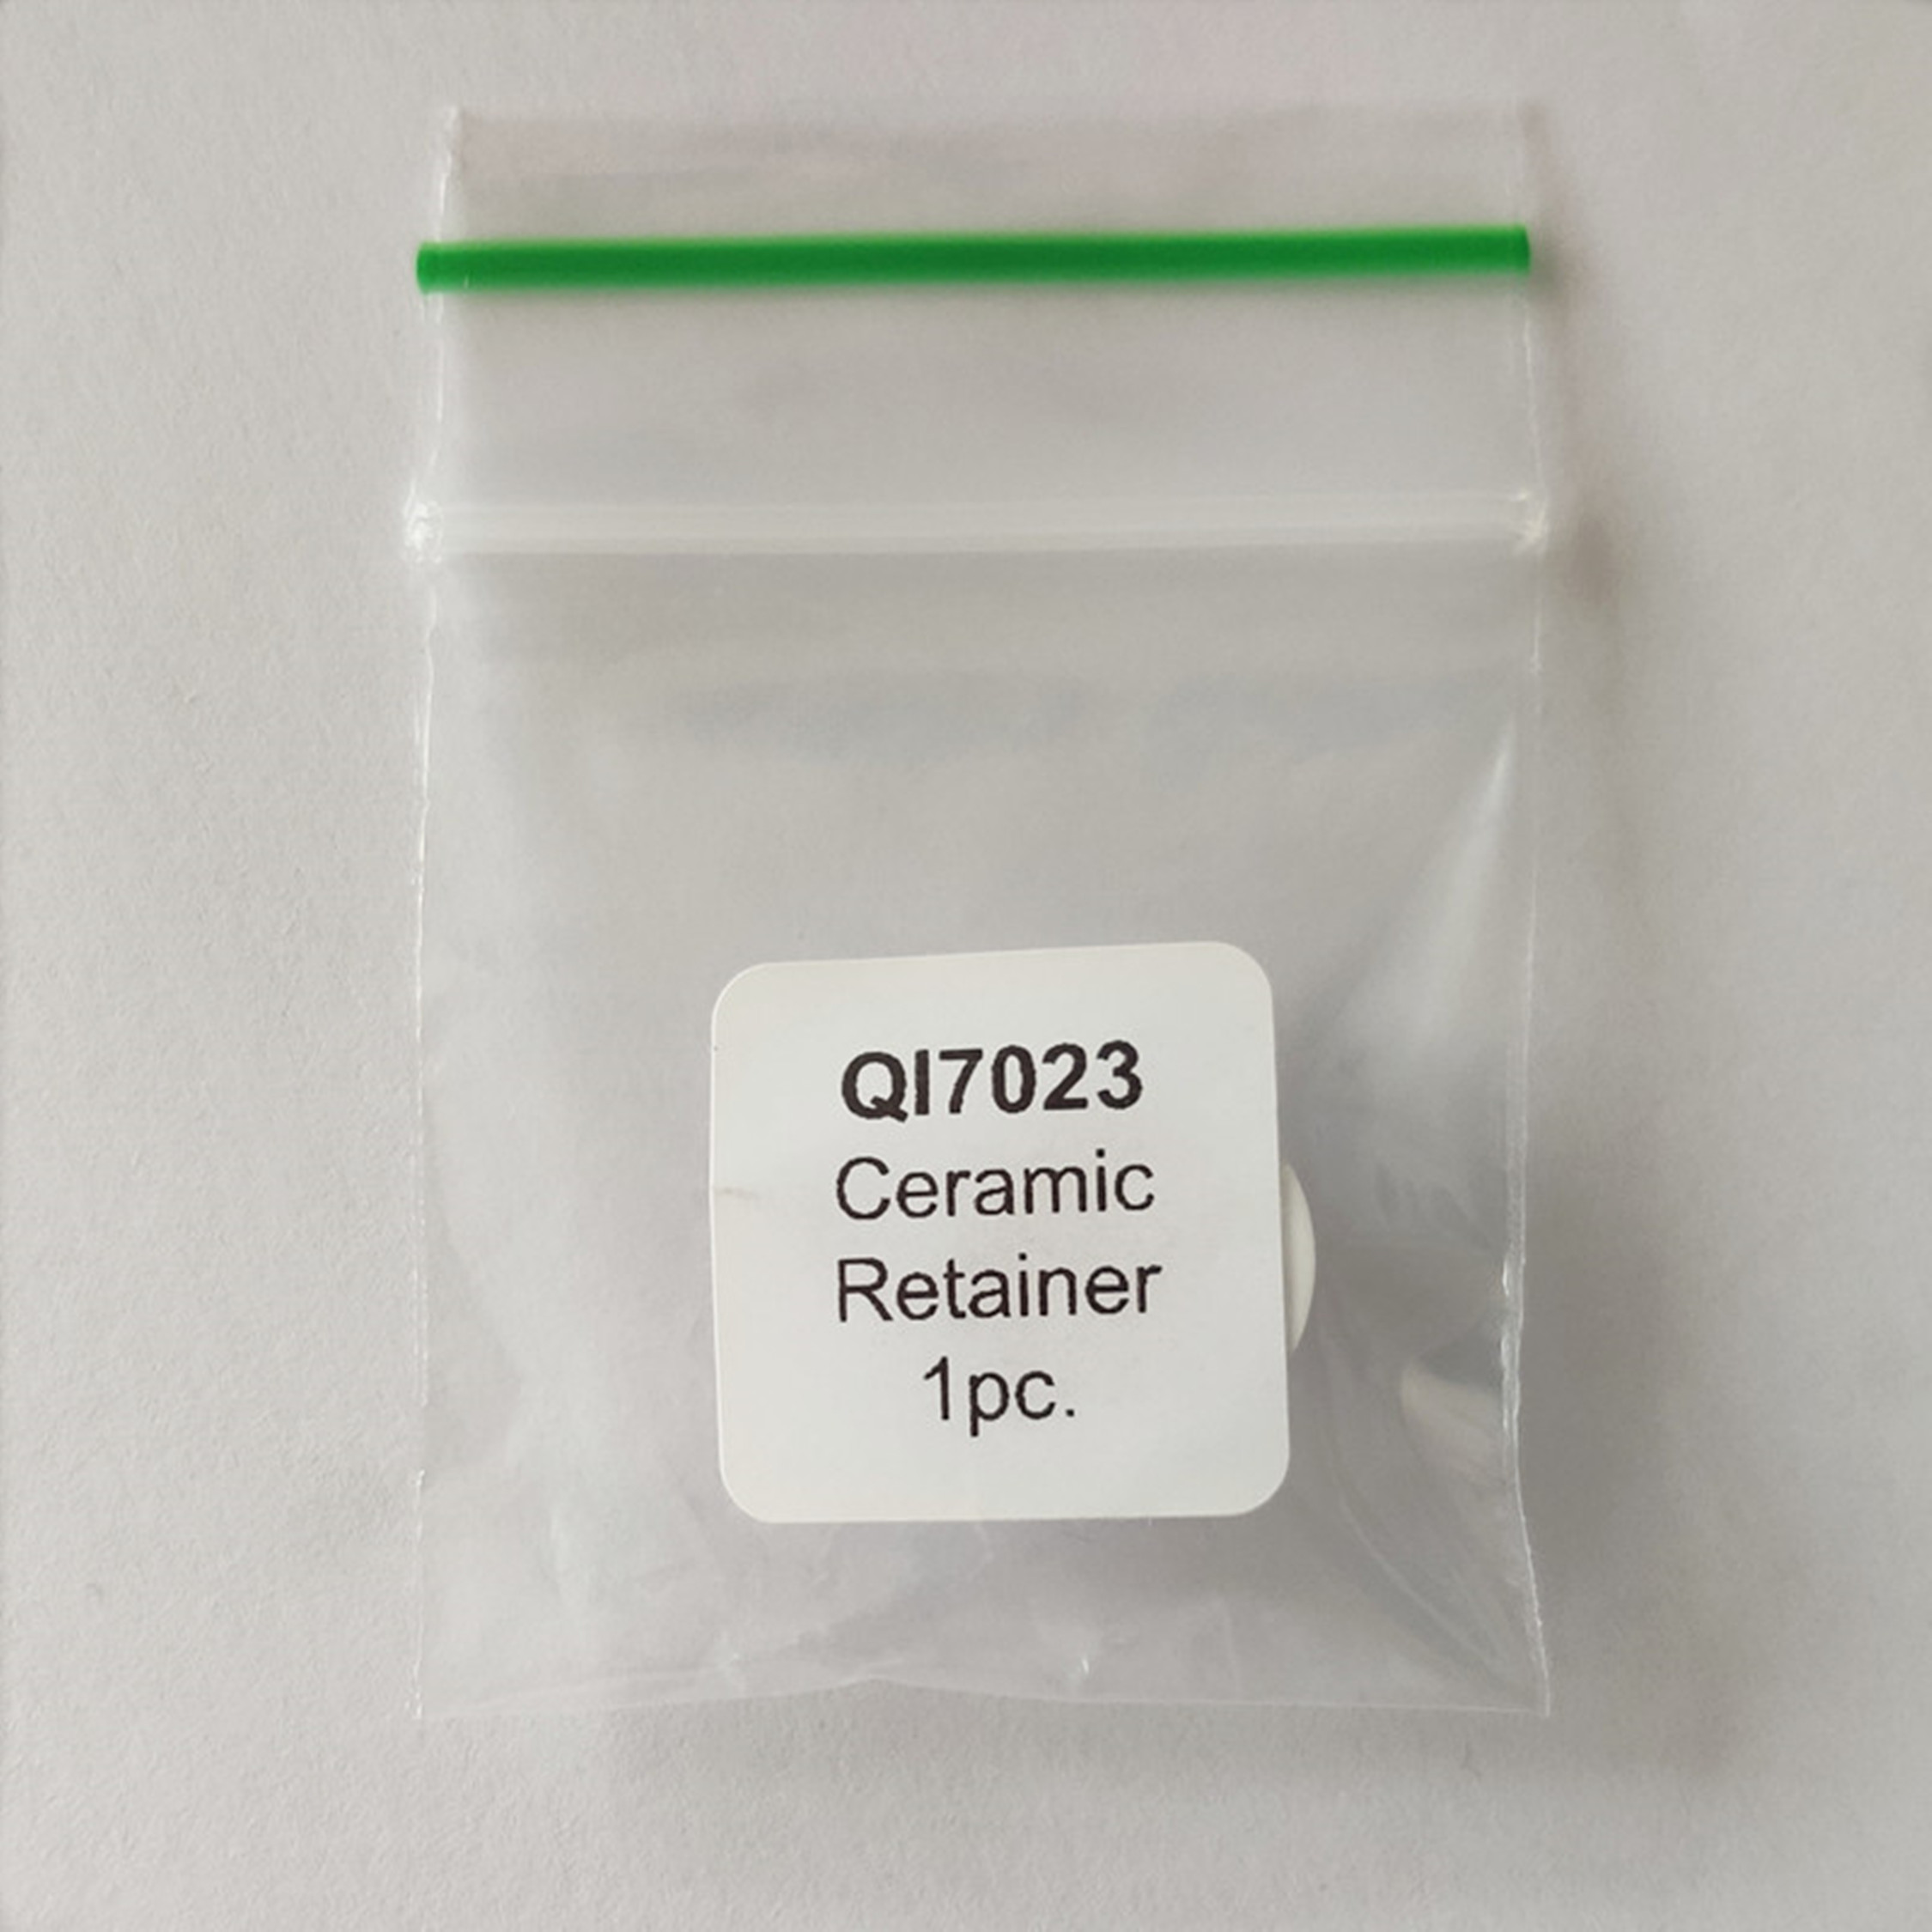 QI7023
Ceramic
Retainer
1pc.